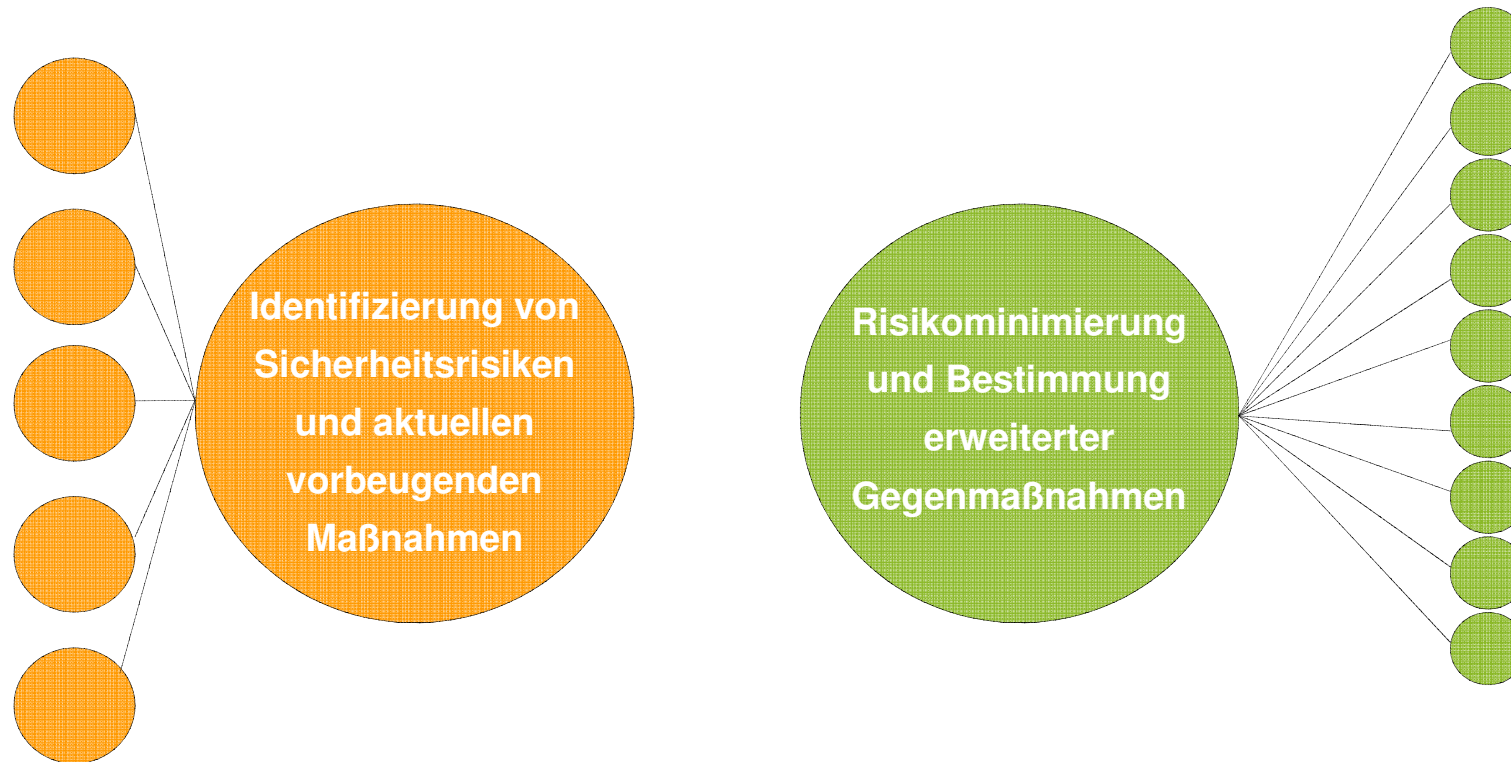 Identifizierung von
Sicherheitsrisiken
und aktuellen
vorbeugenden
Maßnahmen
Risikominimierung
und Bestimmung
erweiterter
Gegenmaßnahmen